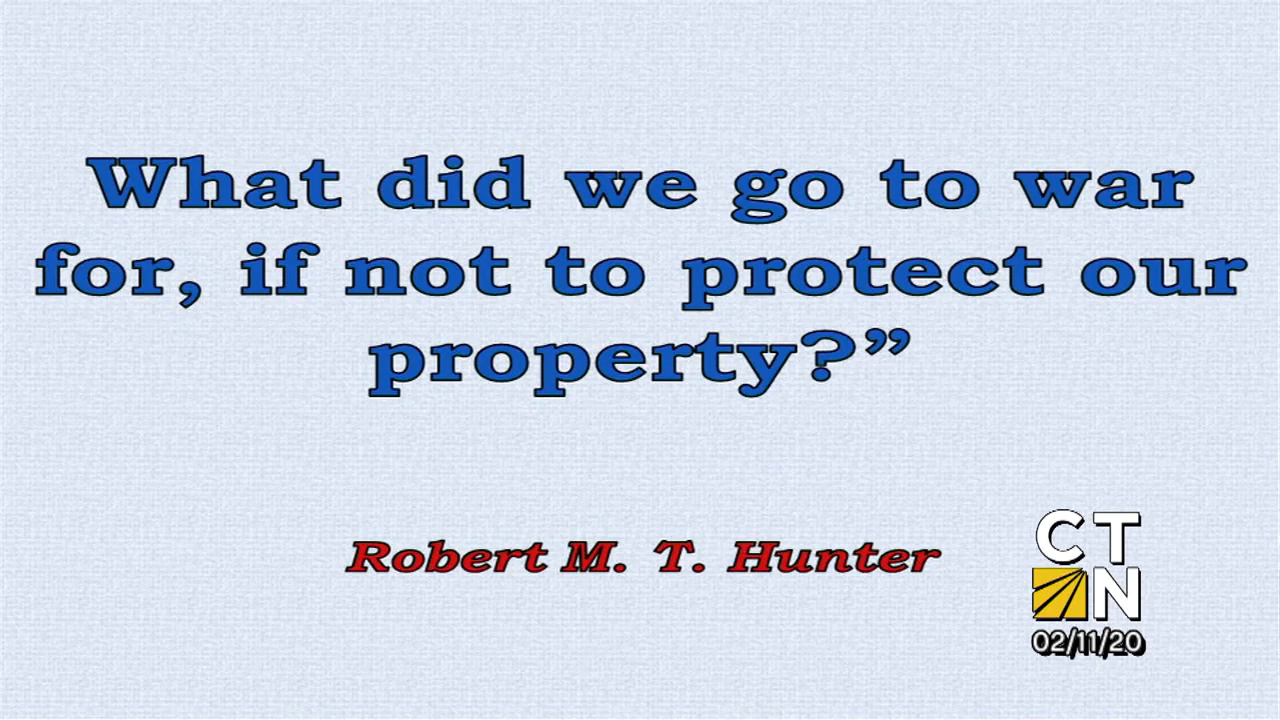 What did we go to war
for, if not to protect our
property?”
Robert M. T. Hunter
CT
N
02/11/20